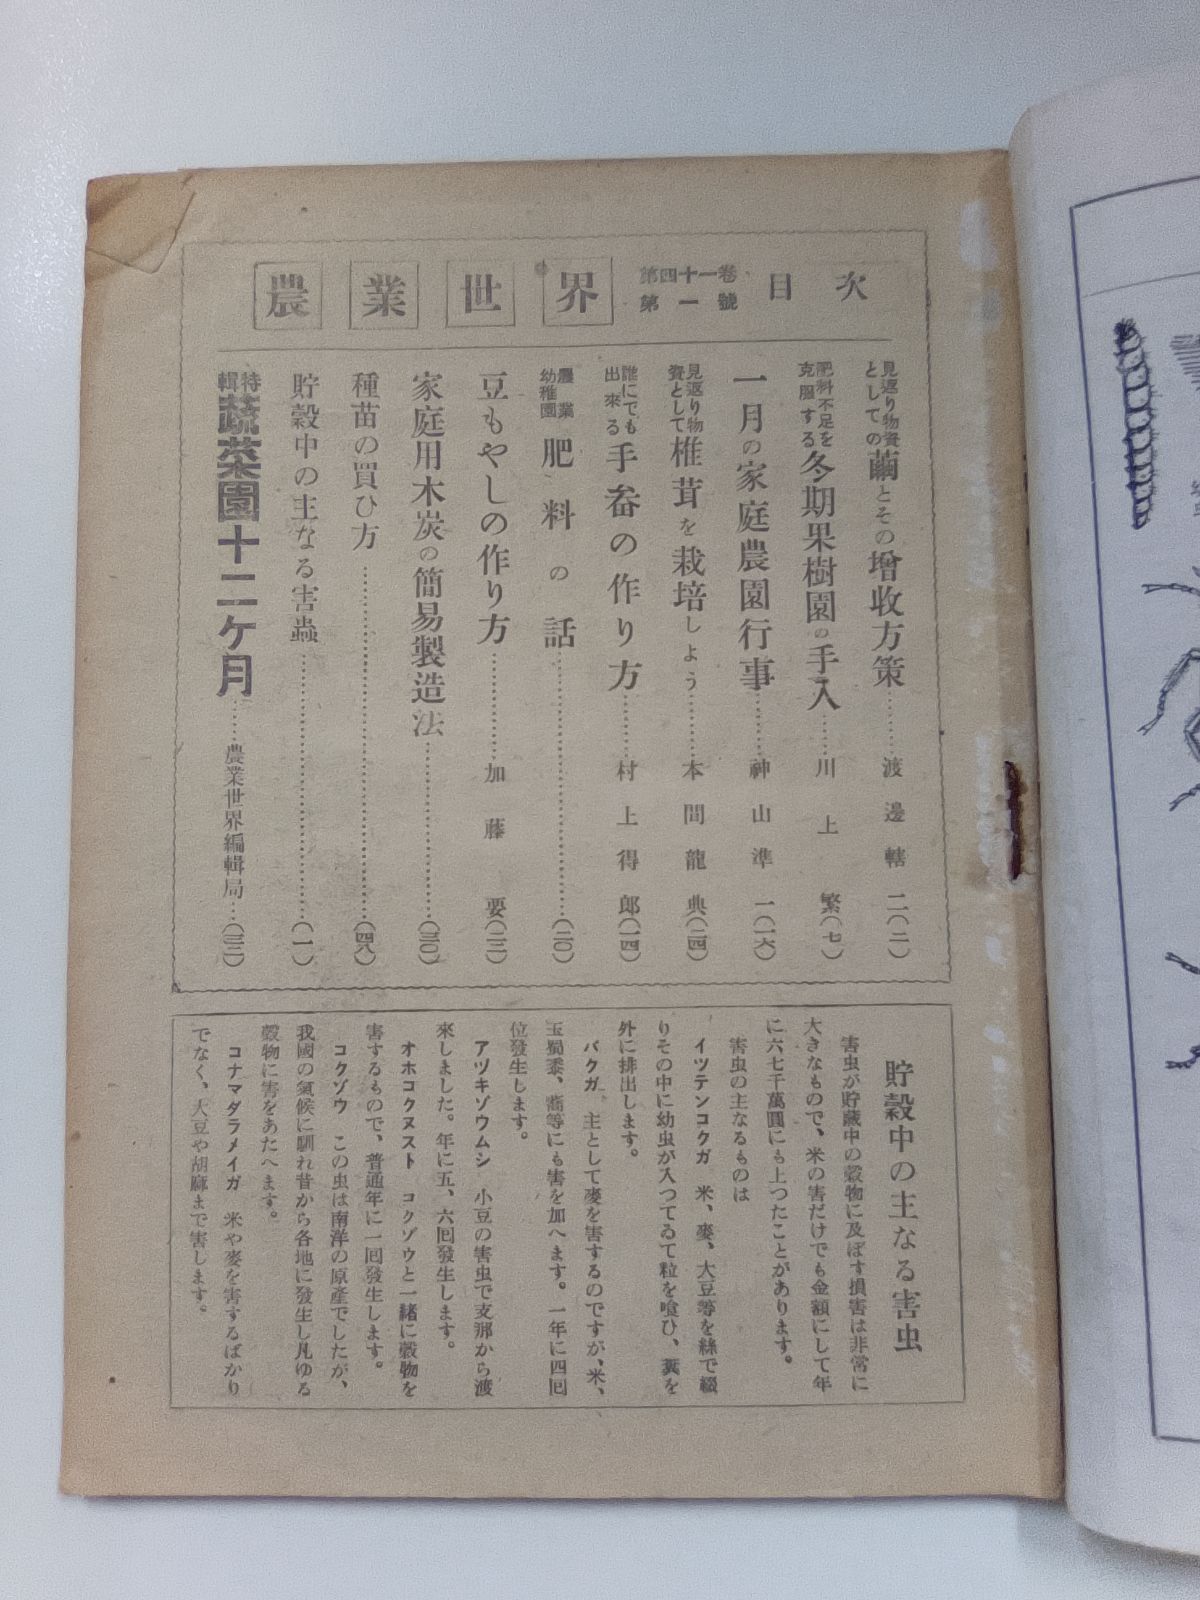 農業世界
第四十一巻
第一號
目次
見返り物資としての繭とその増收方策………渡邊轄二(二)
肥料不足を克服する冬期果樹園の手入………川上繁(七)
一月の家庭農園行事………神山準一(一六)
見返り物資として椎茸を栽培しよう………本間龍典(二四)
誰にでも出來る手畚の作り方………村上得郎(一四)
農業幼稚園 肥料の話………(二〇)
豆もやしの作り方………加藤要(二二)
家庭用木炭の簡易製造法………(三〇)
種苗の買ひ方………(四八)
貯穀中の主なる害蟲………(一)
特輯 蔬菜園十二ケ月………農業世界編輯局…(三三)
貯穀中の主なる害虫
害虫が貯藏中の穀物に及ぼす損害は非常に
大きなもので、米の害だけでも金額にして年
に六七千萬圓にも上つたことがあります。
害虫の主なるものは
イツテンコクガ 米、麥、大豆等を絲で綴
りその中に幼虫が入つてゐて粒を喰ひ、糞を
外に排出します。
バクガ 主として麥を害するのですが、米、
玉蜀黍、蕎等にも害を加へます。一年に四回
位發生します。
アヅキゾウムシ 小豆の害虫で支那から渡
來しました。年に五、六回發生します。
オホコクヌスト コクゾウと一緒に穀物を
害するもので、普通年に一回發生します。
コクゾウ この虫は南洋の原產でしたが、
我國の氣候に馴れ昔から各地に發生し凡ゆる
穀物に害をあたへます。
コナマダラメイガ 米や麥を害するばかり
でなく、大豆や胡麻まで害します。